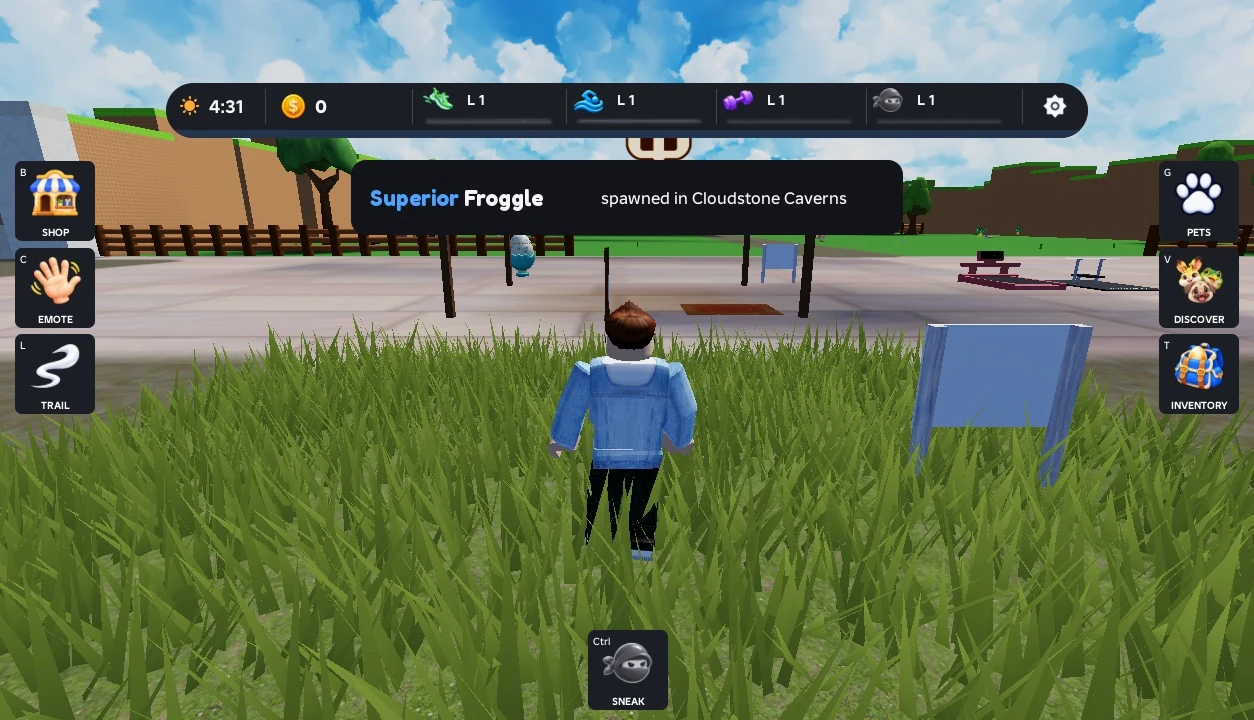 4:31
0
L 1
L 1
L 1
L 1
Superior Froggle spawned in Cloudstone Caverns
B
SHOP
C
EMOTE
L
TRAIL
G
PETS
V
DISCOVER
T
INVENTORY
Ctrl
SNEAK